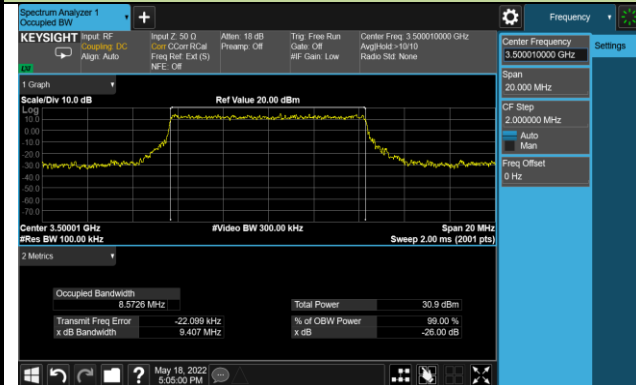 Spectrum Analyzer 1
Occupied BW
Frequency
KEYSIGHT
Input: RF
Coupling: DC
Align: Auto
Input Z: 50 Ω
Corr CCorr RCal
Freq Ref: Ext (S)
NFE: Off
Atten: 18 dB
Preamp: Off
Trig: Free Run
Gate: Off
#IF Gain: Low
Center Freq: 3.500010000 GHz
Avg|Hold:>10/10
Radio Std: None
Center Frequency
3.500010000 GHz
Settings
Span
20.000 MHz
CF Step
2.000000 MHz
Auto
Man
Freq Offset
0 Hz
1 Graph
Scale/Div 10.0 dB
Ref Value 20.00 dBm
Log
10.0
0.00
-10.0
-20.0
-30.0
-40.0
-50.0
-60.0
-70.0
Center 3.50001 GHz
#Video BW 300.00 kHz
Span 20 MHz
#Res BW 100.00 kHz
Sweep 2.00 ms (2001 pts)
2 Metrics
Occupied Bandwidth
8.5726 MHz
Total Power 30.9 dBm
Transmit Freq Error -22.099 kHz
% of OBW Power 99.00 %
x dB Bandwidth 9.407 MHz
x dB -26.00 dB
May 18, 2022
5:05:00 PM